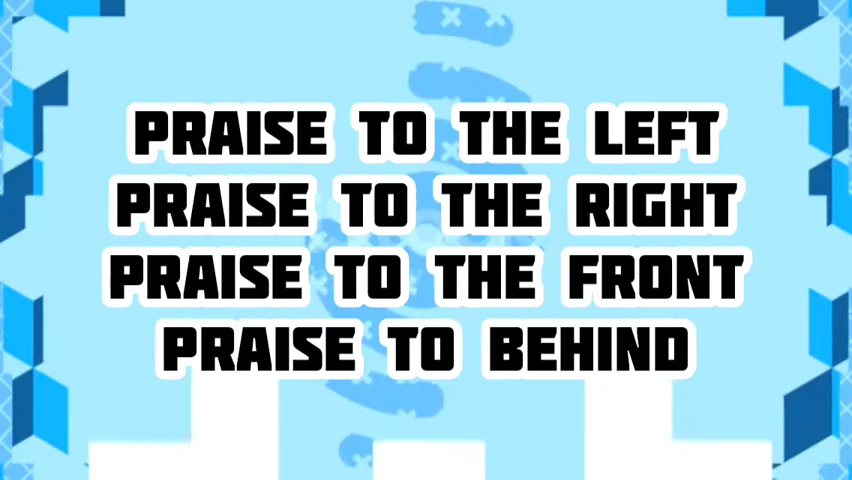 PRAISE TO THE LEFT
PRAISE TO THE RIGHT
PRAISE TO THE FRONT
PRAISE TO BEHIND